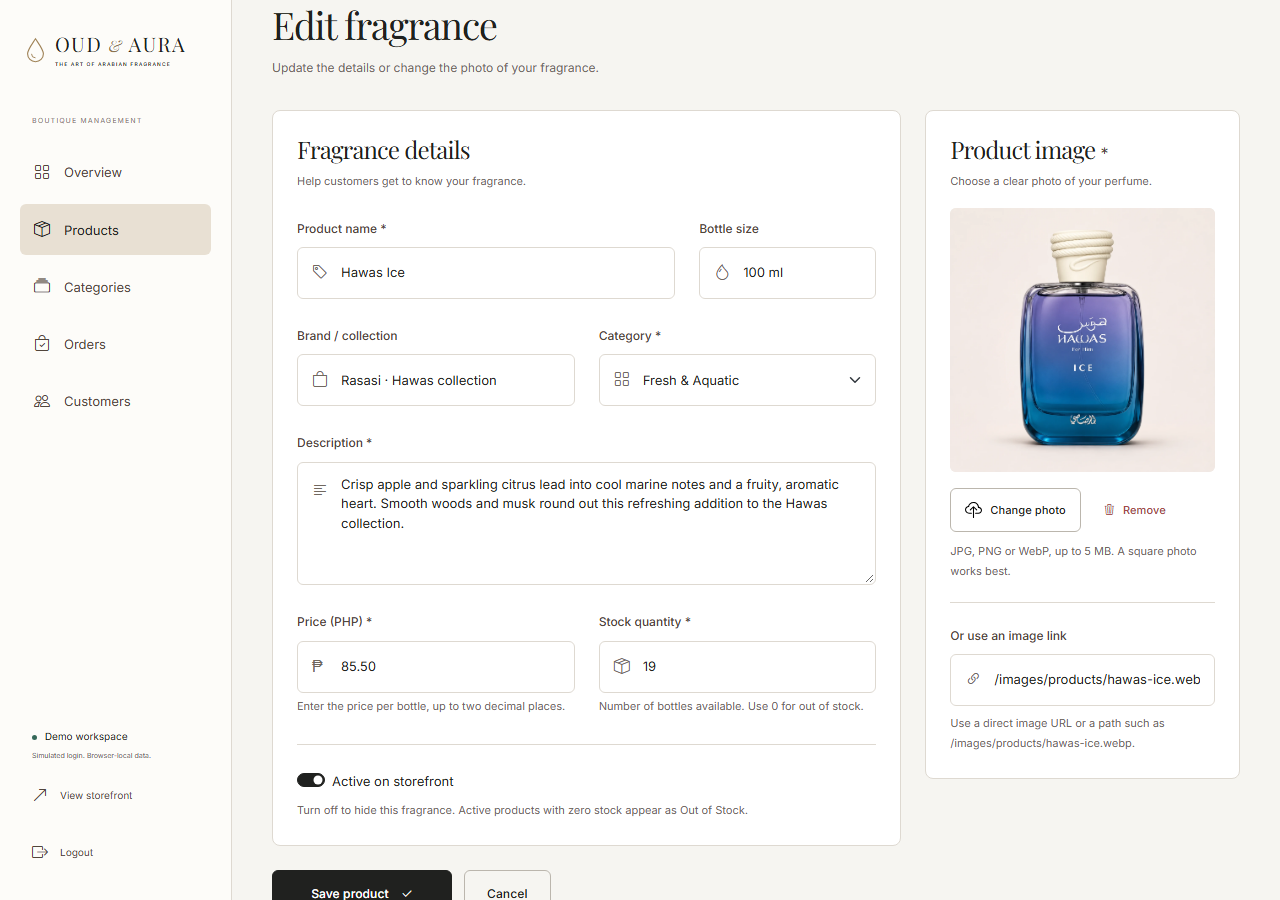 OUD & AURA
THE ART OF ARABIAN FRAGRANCE
BOUTIQUE MANAGEMENT
Overview
Products
Categories
Orders
Customers
Demo workspace
Simulated login. Browser-local data.
View storefront
Logout
Edit fragrance
Update the details or change the photo of your fragrance.
Fragrance details
Help customers get to know your fragrance.
Product name *
Hawas Ice
Bottle size
100 ml
Brand / collection
Rasasi · Hawas collection
Category *
Fresh & Aquatic
Description *
Crisp apple and sparkling citrus lead into cool marine notes and a fruity, aromatic
heart. Smooth woods and musk round out this refreshing addition to the Hawas
collection.
Price (PHP) *
₱ 85.50
Enter the price per bottle, up to two decimal places.
Stock quantity *
19
Number of bottles available. Use 0 for out of stock.
Active on storefront
Turn off to hide this fragrance. Active products with zero stock appear as Out of Stock.
Save product
Cancel
Product image *
Choose a clear photo of your perfume.
هوس
HAWAS
for Him
ICE
Change photo
Remove
JPG, PNG or WebP, up to 5 MB. A square photo
works best.
Or use an image link
/images/products/hawas-ice.web
Use a direct image URL or a path such as
/images/products/hawas-ice.webp.